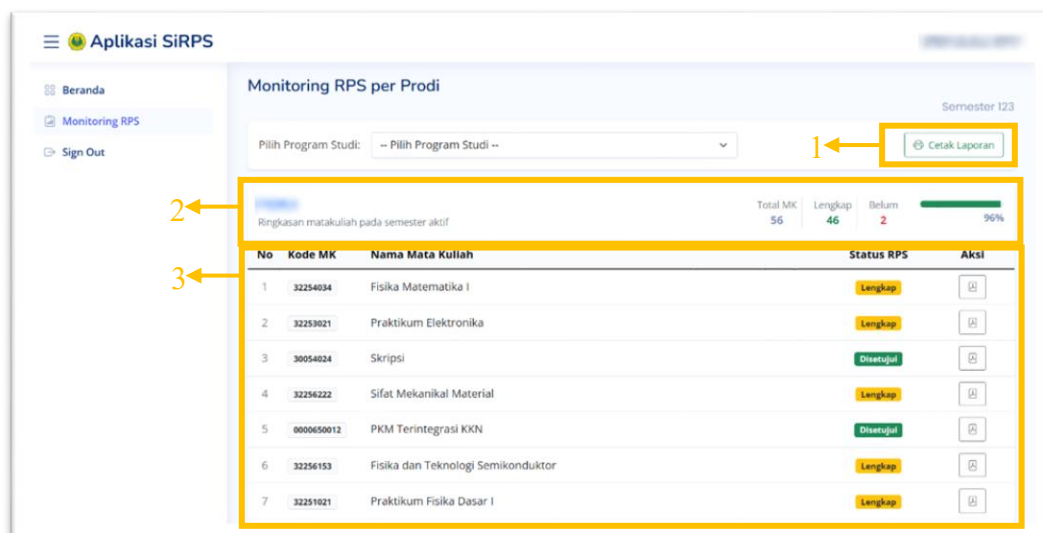 Aplikasi SiRPS
Beranda
Monitoring RPS
Sign Out
Monitoring RPS per Prodi
Semester 123
Pilih Program Studi: -- Pilih Program Studi --
1
Cetak Laporan
2
Ringkasan matakuliah pada semester aktif
Total MK Lengkap Belum
56 46 2 96%
3
No Kode MK Nama Mata Kuliah Status RPS Aksi
1 32254034 Fisika Matematika I Lengkap
2 32253021 Praktikum Elektronika Lengkap
3 30054024 Skripsi Disetujui
4 32256222 Sifat Mekanikal Material Lengkap
5 0000650012 PKM Terintegrasi KKN Disetujui
6 32256153 Fisika dan Teknologi Semikonduktor Lengkap
7 32251021 Praktikum Fisika Dasar I Lengkap